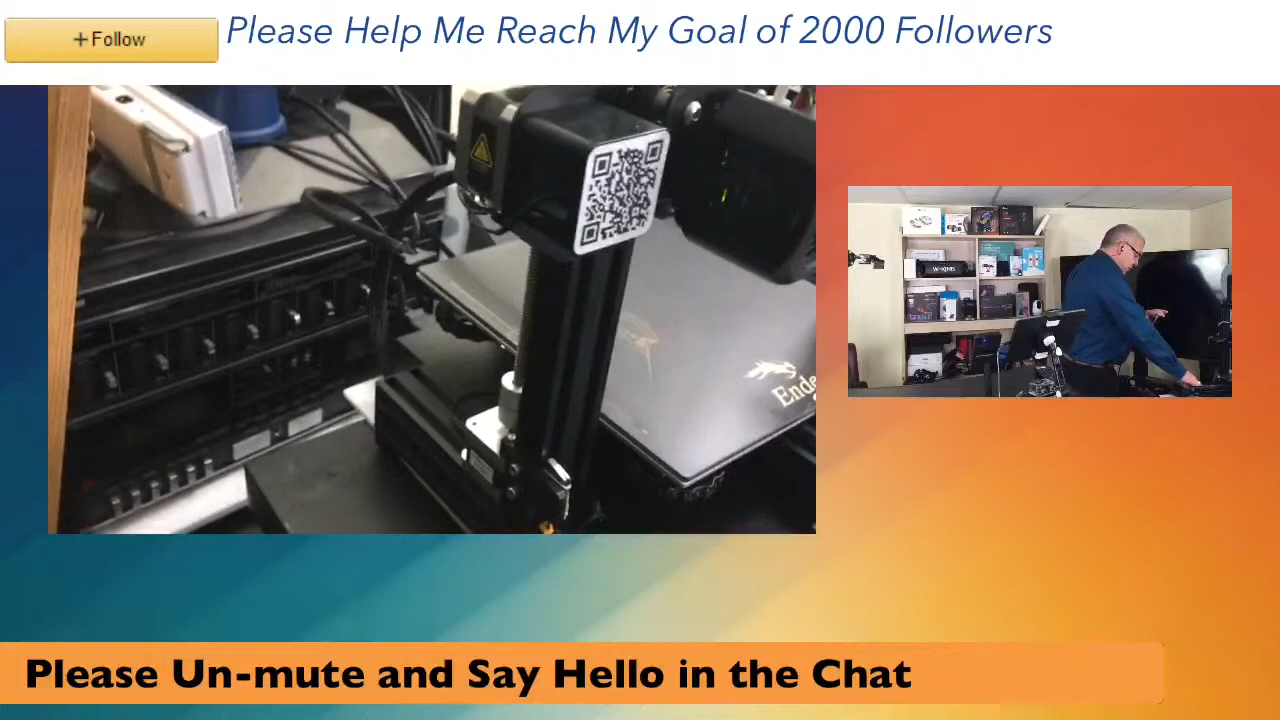 +Follow
Please Help Me Reach My Goal of 2000 Followers
Please Un-mute and Say Hello in the Chat